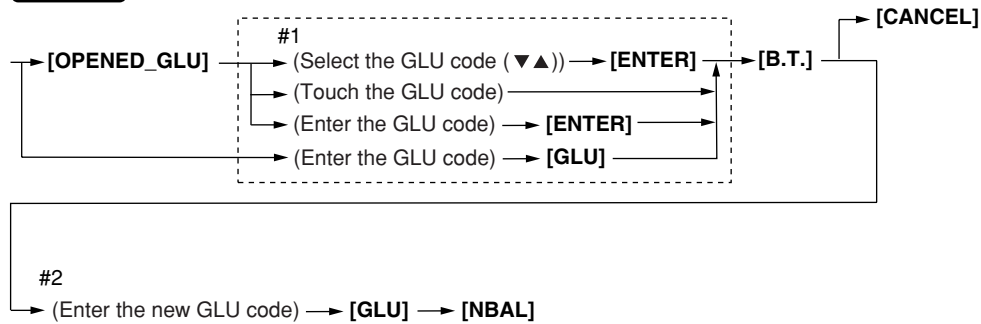 [CANCEL]
#1
[OPENED_GLU] (Select the GLU code (▼▲)) [ENTER] [B.T.]
(Touch the GLU code)
(Enter the GLU code) [ENTER]
(Enter the GLU code) [GLU]
#2
(Enter the new GLU code) [GLU] [NBAL]